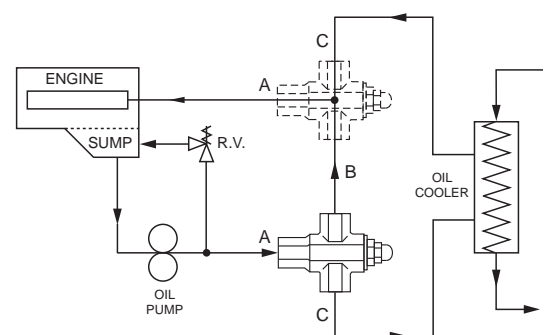 C
ENGINE
A
SUMP
R.V.
B
OIL
COOLER
A
OIL
PUMP
C